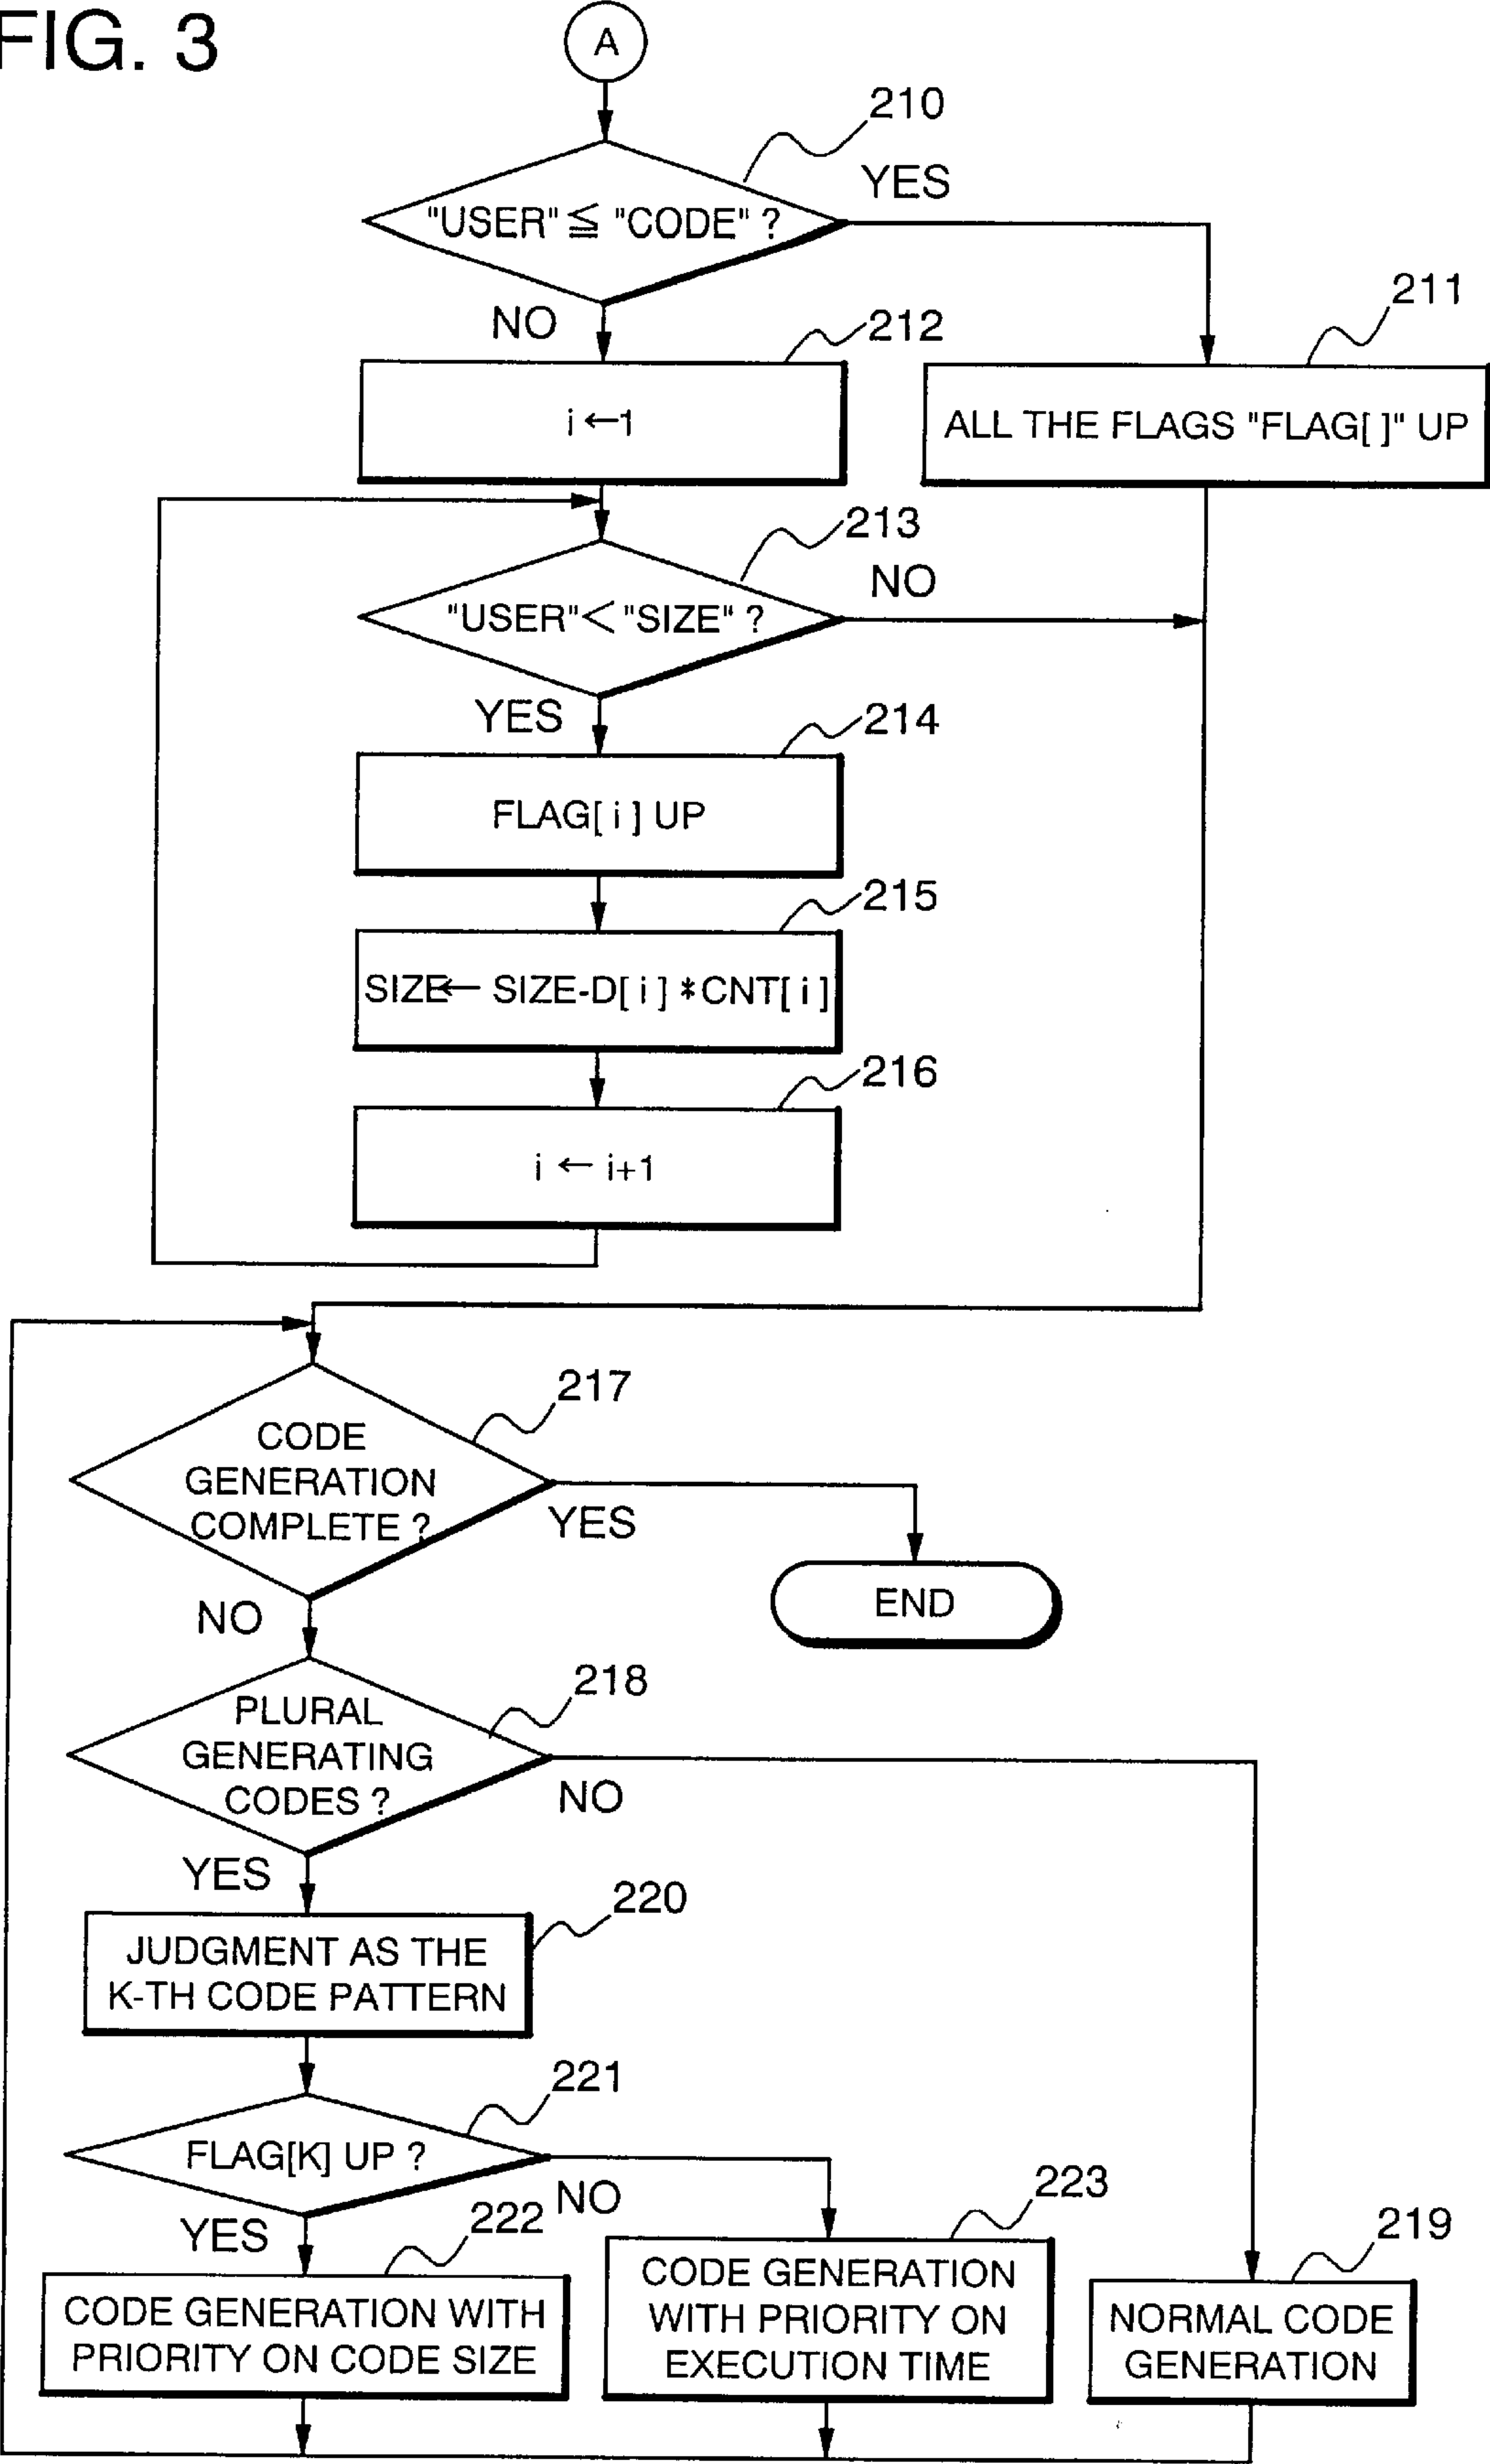 FIG. 3
A
210
"USER" ≦ "CODE" ?
YES
NO
211
ALL THE FLAGS "FLAG[ ]" UP
212
i ←1
213
"USER"< "SIZE" ?
NO
YES
214
FLAG[ i ] UP
215
SIZE← SIZE-D[ i ] *CNT[ i ]
216
i ← i+1
217
CODE
GENERATION
COMPLETE ?
YES
END
NO
218
PLURAL
GENERATING
CODES ?
NO
YES
220
JUDGMENT AS THE
K-TH CODE PATTERN
221
FLAG[K] UP ?
NO
YES
222
CODE GENERATION WITH
PRIORITY ON CODE SIZE
223
CODE GENERATION
WITH PRIORITY ON
EXECUTION TIME
219
NORMAL CODE
GENERATION